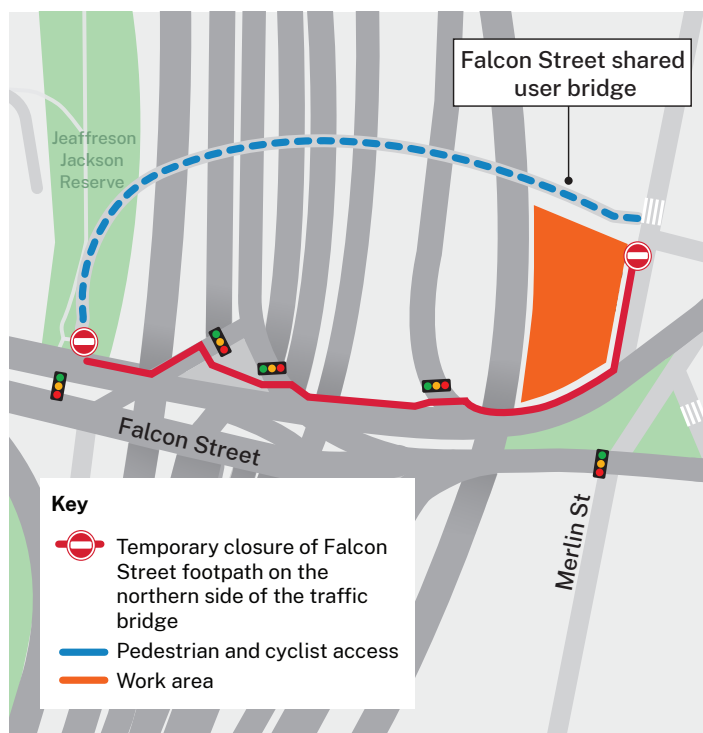 Falcon Street shared
user bridge
Jeaffreson
Jackson
Reserve
Falcon Street
Merlin St
Key
Temporary closure of Falcon
Street footpath on the
northern side of the traffic
bridge
Pedestrian and cyclist access
Work area